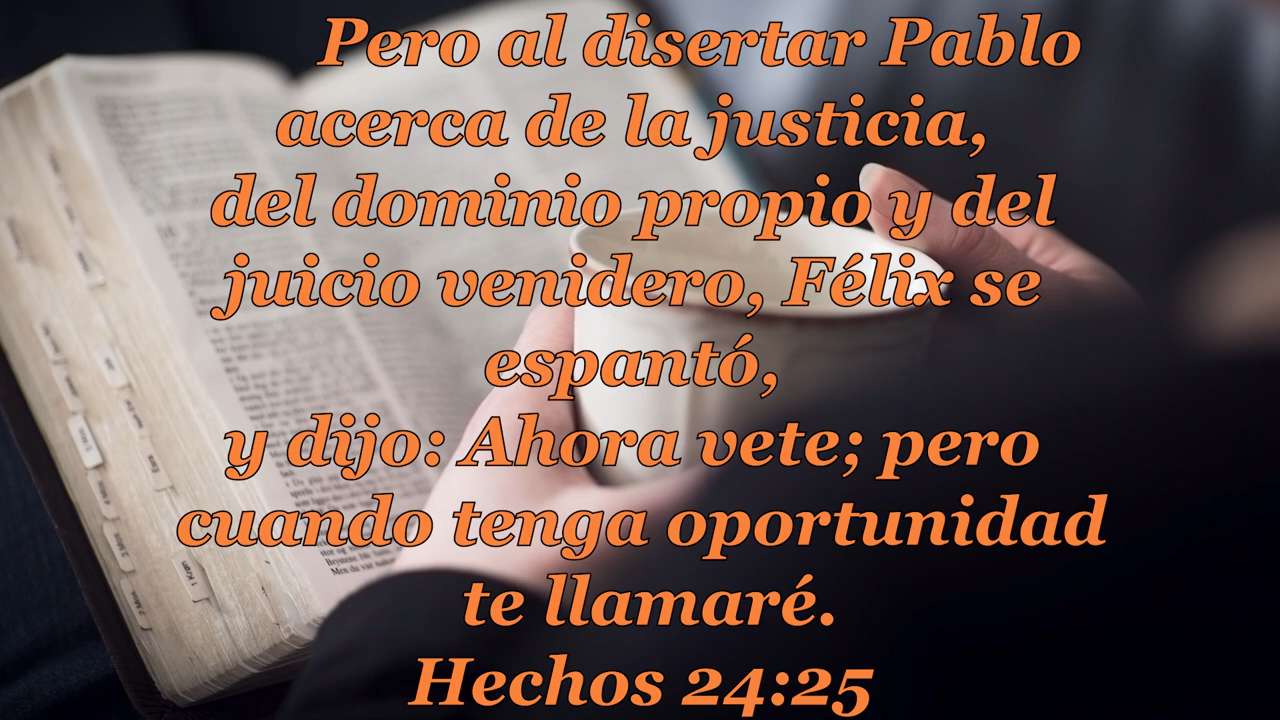 Pero al disertar Pablo
acerca de la justicia,
del dominio propio y del
juicio venidero, Félix se
espantó,
y dijo: Ahora vete; pero
cuando tenga oportunidad
te llamaré.
Hechos 24:25